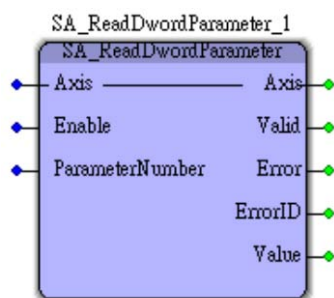 SA_ReadDwordParameter_1
SA_ReadDwordParameter
Axis Axis
Enable Valid
ParameterNumber Error
ErrorID
Value